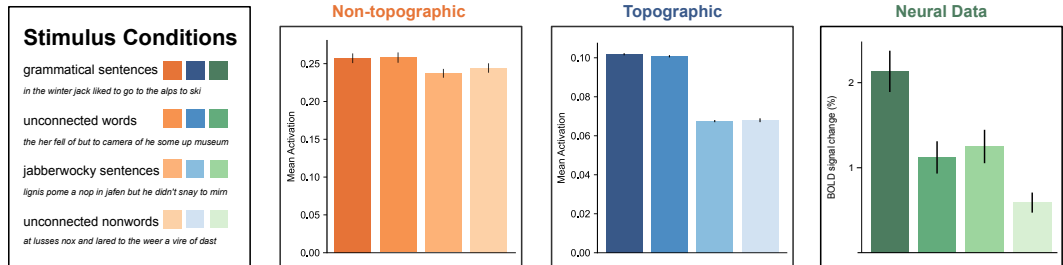 Non-topographic
Topographic
Neural Data
Stimulus Conditions
grammatical sentences
in the winter jack liked to go to the alps to ski
unconnected words
the her fell of but to camera of he some up museum
jabberwocky sentences
lignis pome a nop in jafen but he didn't snay to mirn
unconnected nonwords
at lusses nox and lared to the weer a vire of dast
Mean Activation
0.25
0.20
0.15
0.10
0.05
0.00
Mean Activation
0.10
0.08
0.06
0.04
0.02
0.00
BOLD signal change (%)
2
1